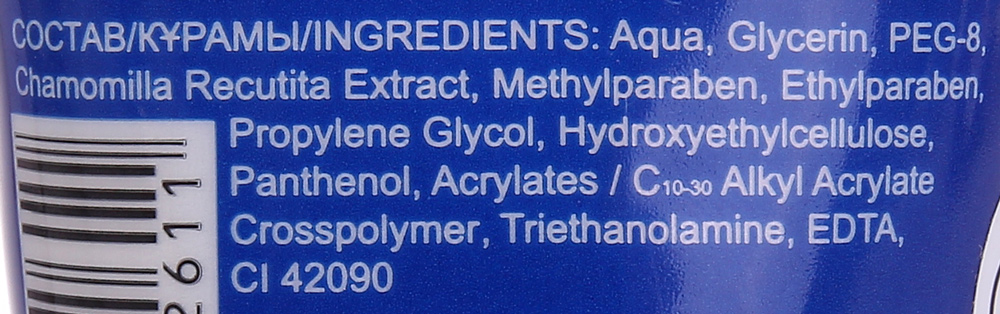 СОСТАВ/ҚҰРАМЫ/INGREDIENTS: Aqua, Glycerin, PEG-8,
Chamomilla Recutita Extract, Methylparaben, Ethylparaben,
Propylene Glycol, Hydroxyethylcellulose,
Panthenol, Acrylates / C10-30 Alkyl Acrylate
Crosspolymer, Triethanolamine, EDTA,
CI 42090
2611